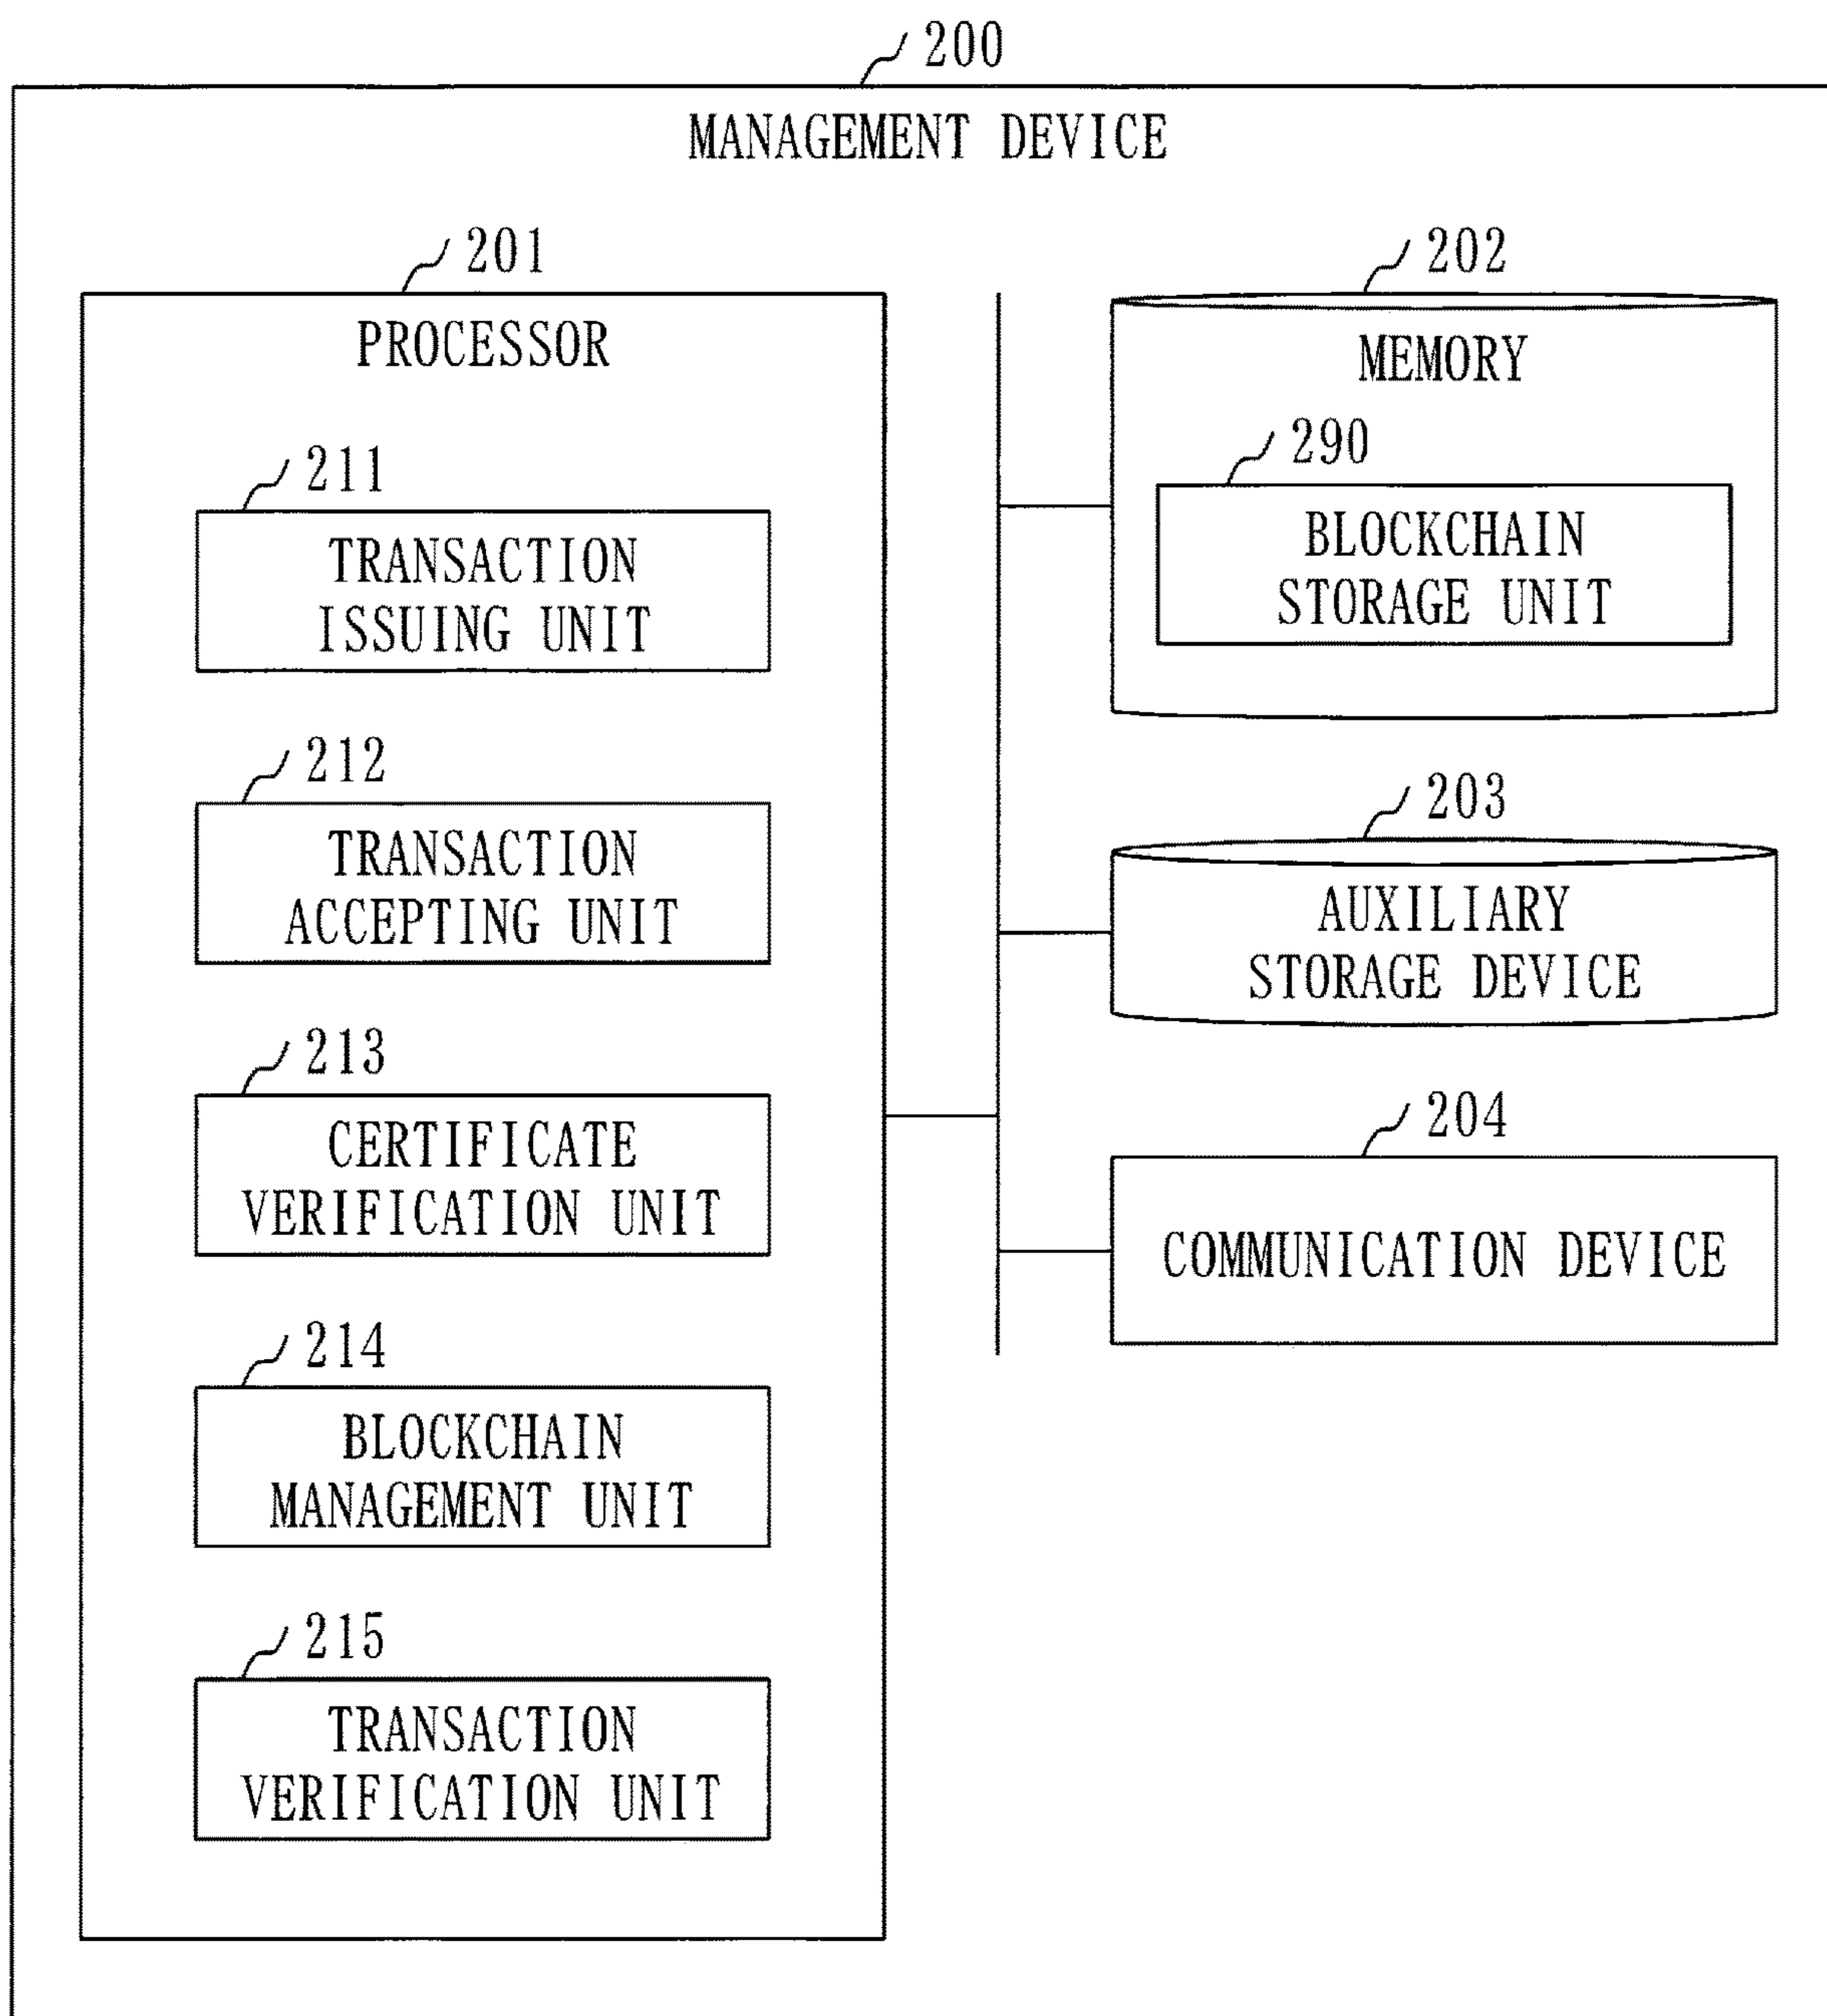 200
MANAGEMENT DEVICE
201
PROCESSOR
211
TRANSACTION
ISSUING UNIT
212
TRANSACTION
ACCEPTING UNIT
213
CERTIFICATE
VERIFICATION UNIT
214
BLOCKCHAIN
MANAGEMENT UNIT
215
TRANSACTION
VERIFICATION UNIT
202
MEMORY
290
BLOCKCHAIN
STORAGE UNIT
203
AUXILIARY
STORAGE DEVICE
204
COMMUNICATION DEVICE